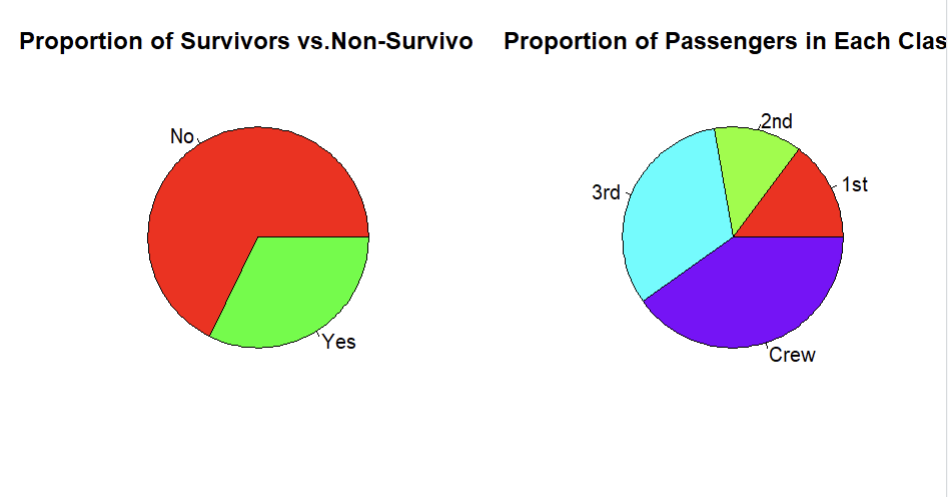 Proportion of Survivors vs.Non-Survivo
No
Yes
Proportion of Passengers in Each Clas
2nd
1st
3rd
Crew